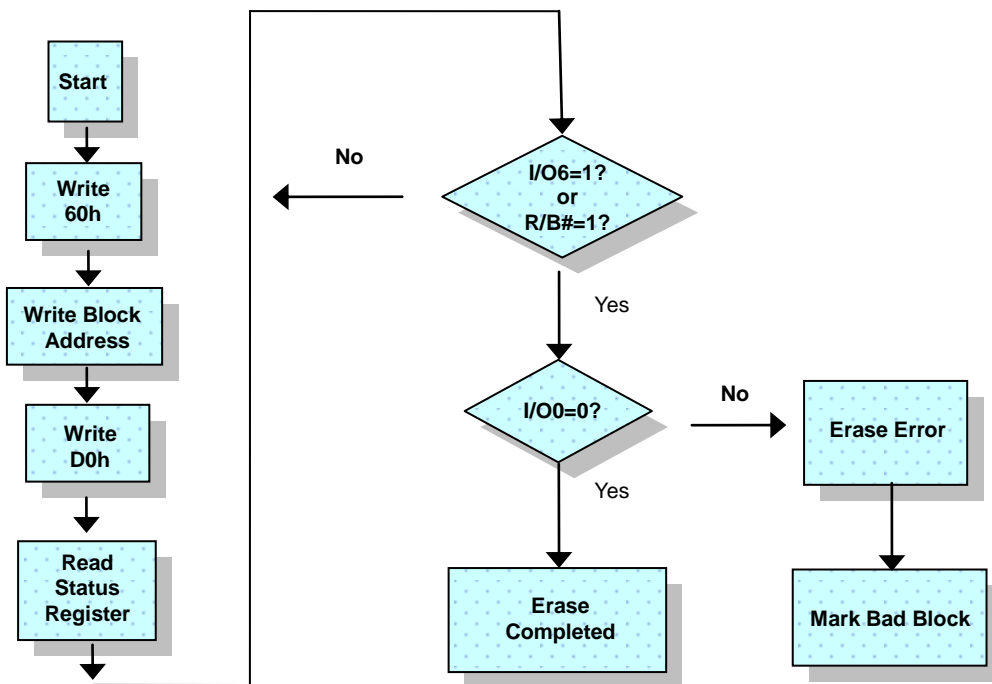 Start
Write
60h
Write Block
Address
Write
D0h
Read
Status
Register
I/O6=1?
or
R/B#=1?
No
Yes
I/O0=0?
No
Yes
Erase Error
Mark Bad Block
Erase
Completed